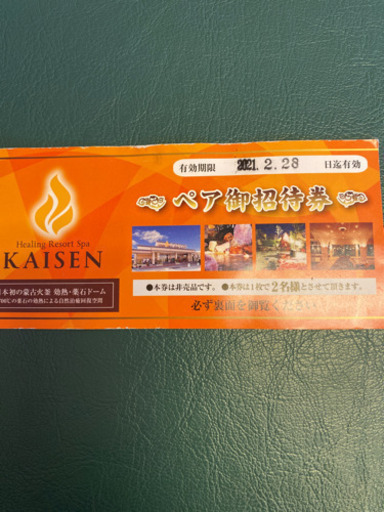 有効期限 2021.2.28 日迄有効
ペア御招待券
Healing Resort Spa
KAISEN
本初の蒙古火釜 灼熱・薬石ドーム
●本券は非売品です。 ●本券は1枚で2名様とさせて頂きます。
必ず裏面を御覧ください